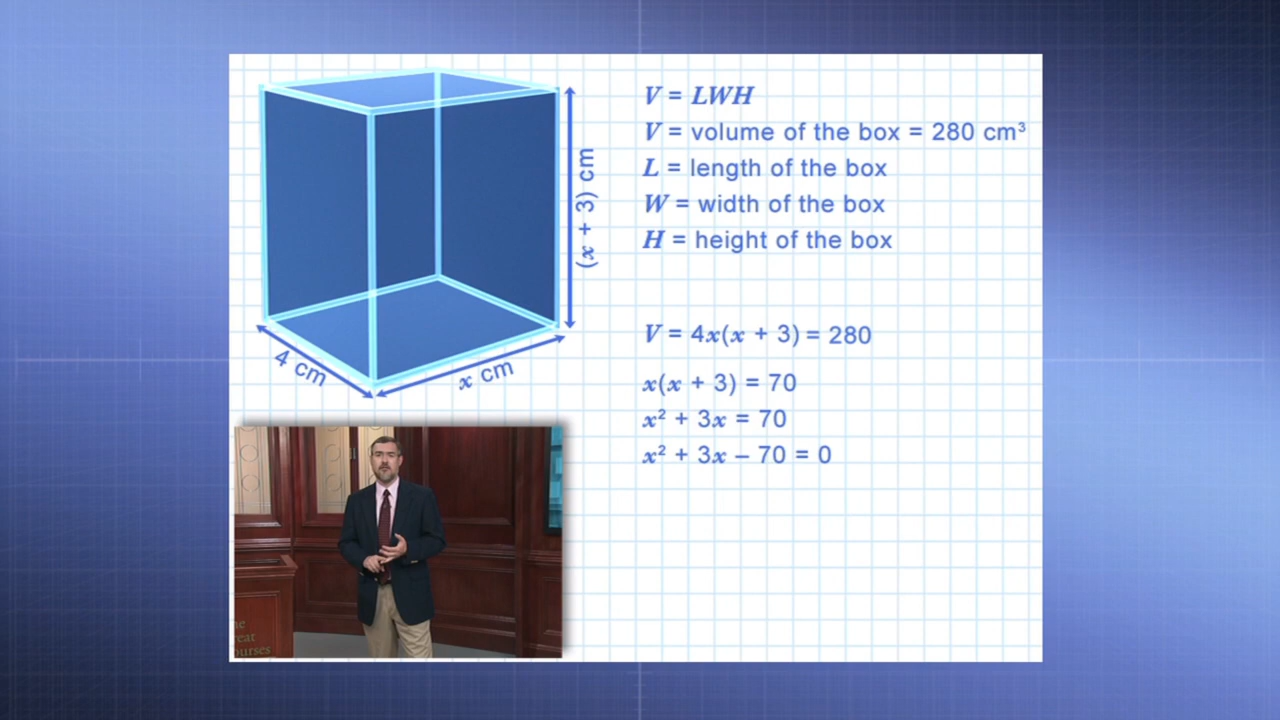 V = LWH
V = volume of the box = 280 cm³
L = length of the box
W = width of the box
H = height of the box
(x + 3) cm
4 cm
x cm
V = 4x(x + 3) = 280
x(x + 3) = 70
x² + 3x = 70
x² + 3x – 70 = 0